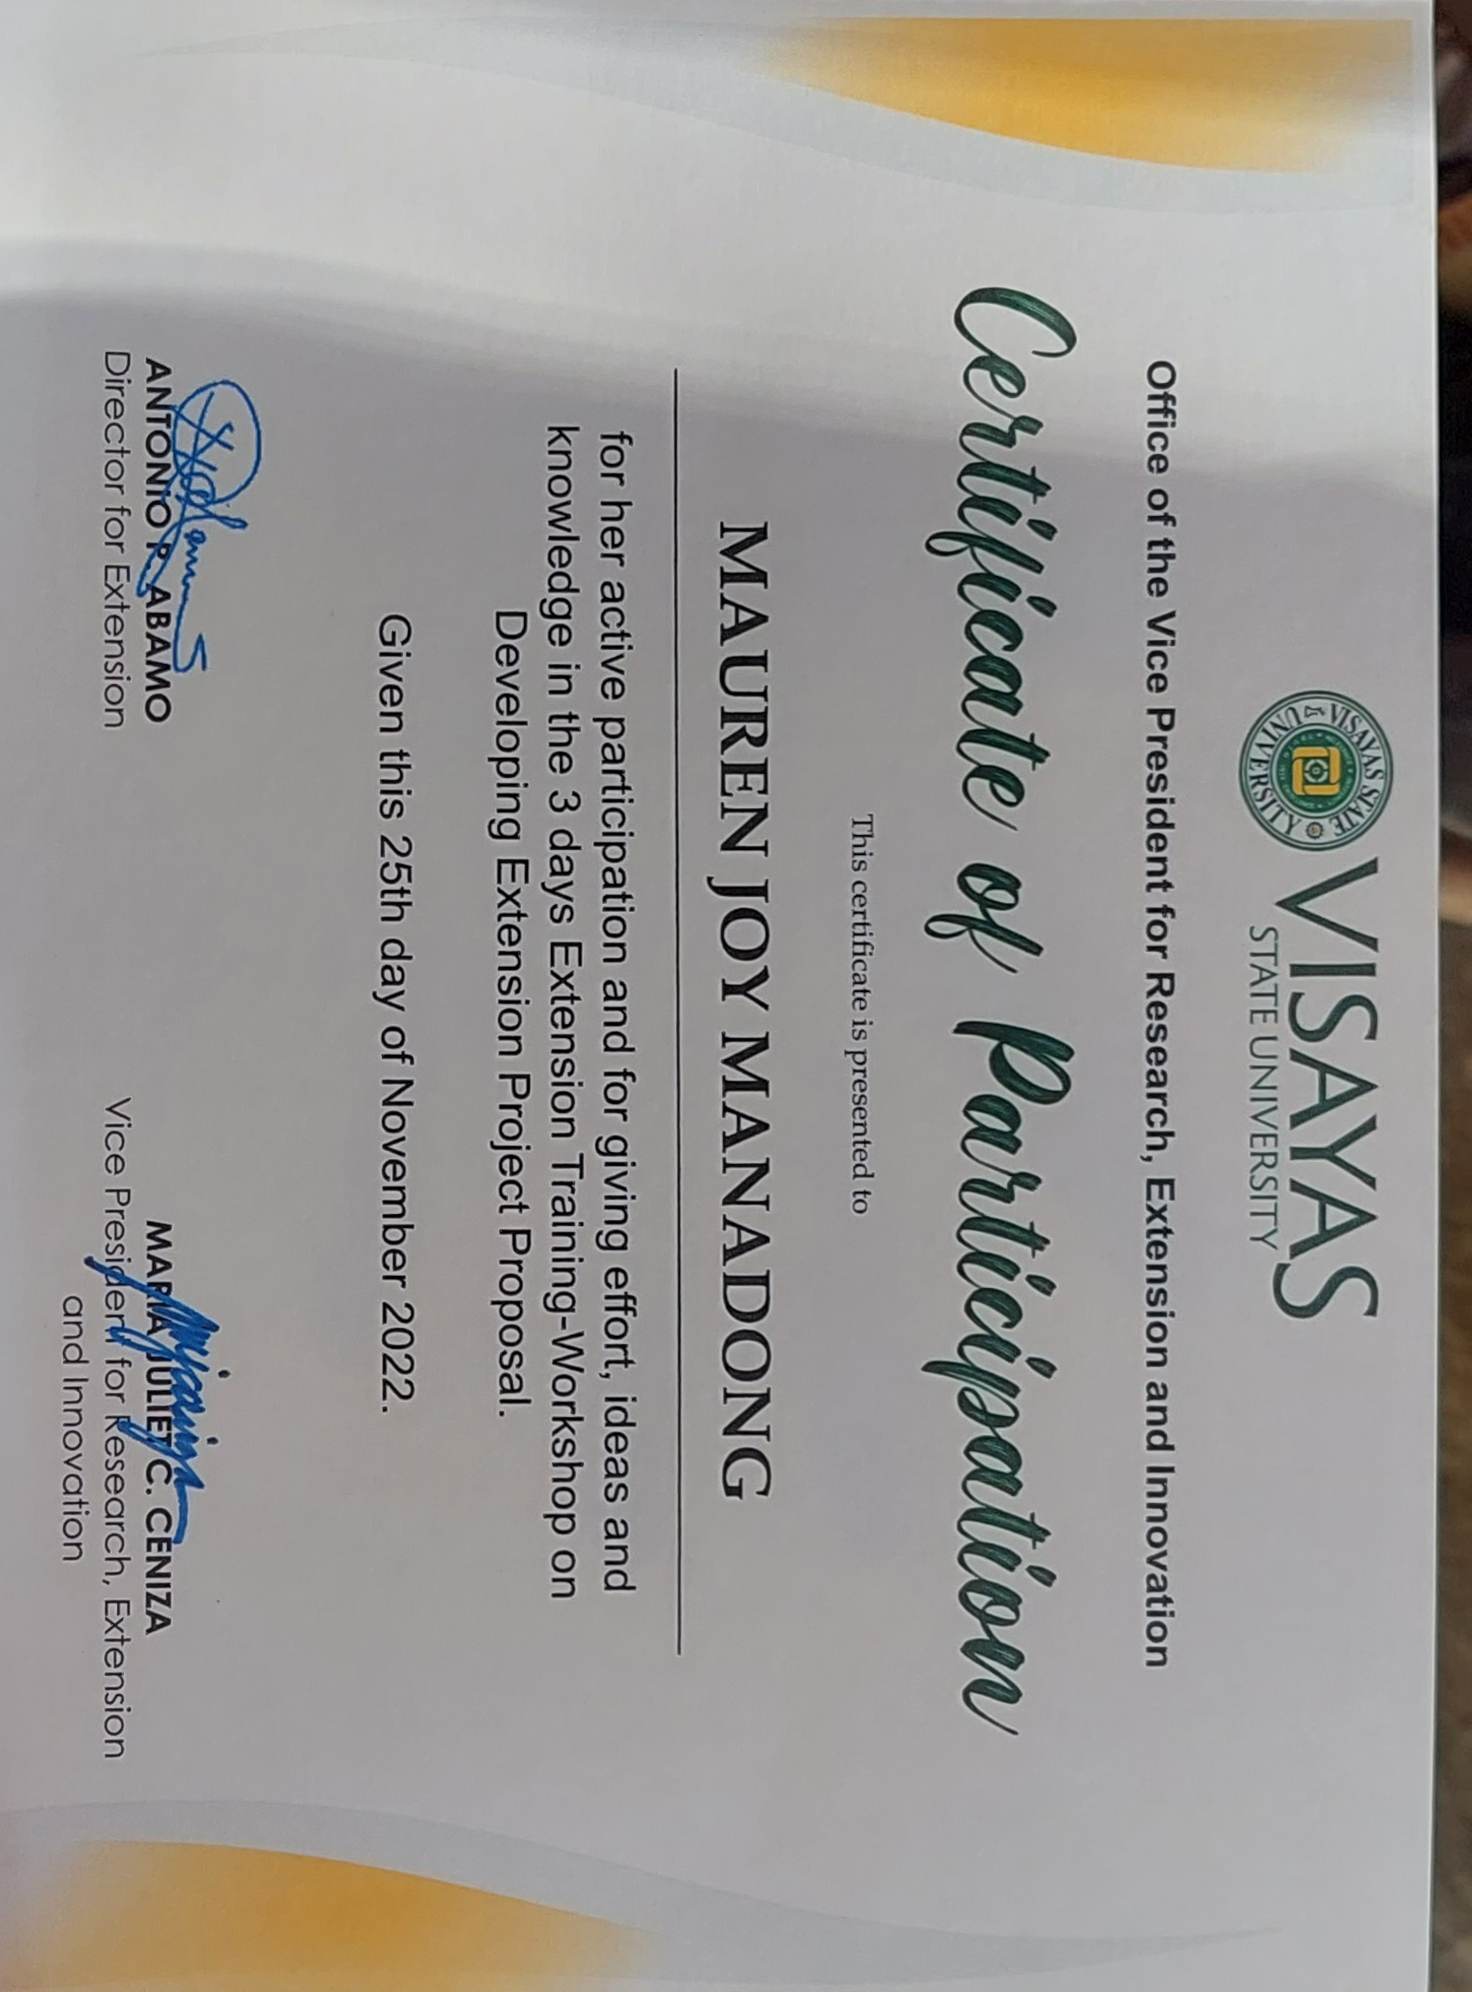 VISAYAS STATE UNIVERSITY
VISAYAS
STATE UNIVERSITY
Office of the Vice President for Research, Extension and Innovation
Certificate of Participation
This certificate is presented to
MAUREN JOY MANADONG
for her active participation and for giving effort, ideas and
knowledge in the 3 days Extension Training-Workshop on
Developing Extension Project Proposal.
Given this 25th day of November 2022.
ANTONIO P. ABAMO
Director for Extension
MARIA JULIET C. CENIZA
Vice President for Research, Extension
and Innovation